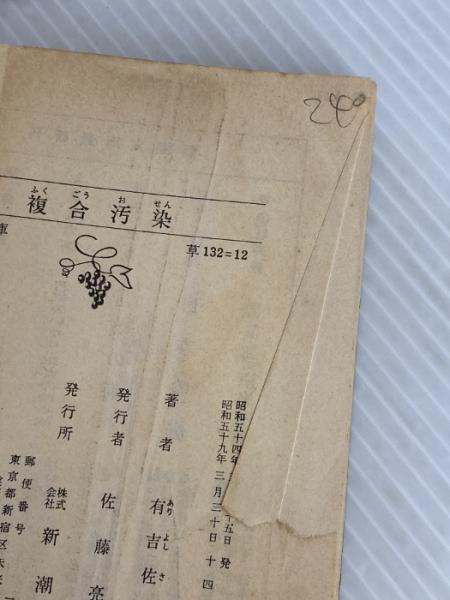 240
ふくごうおせん
複合汚染
庫
草132=12
昭和五十四年
十五日 発
昭和五十九年 三月三十日 十四
著者 有吉佐
あり よし さ
発行者 佐藤亮
発行所 株式会社 新潮
郵便番号
東京都新宿区矢